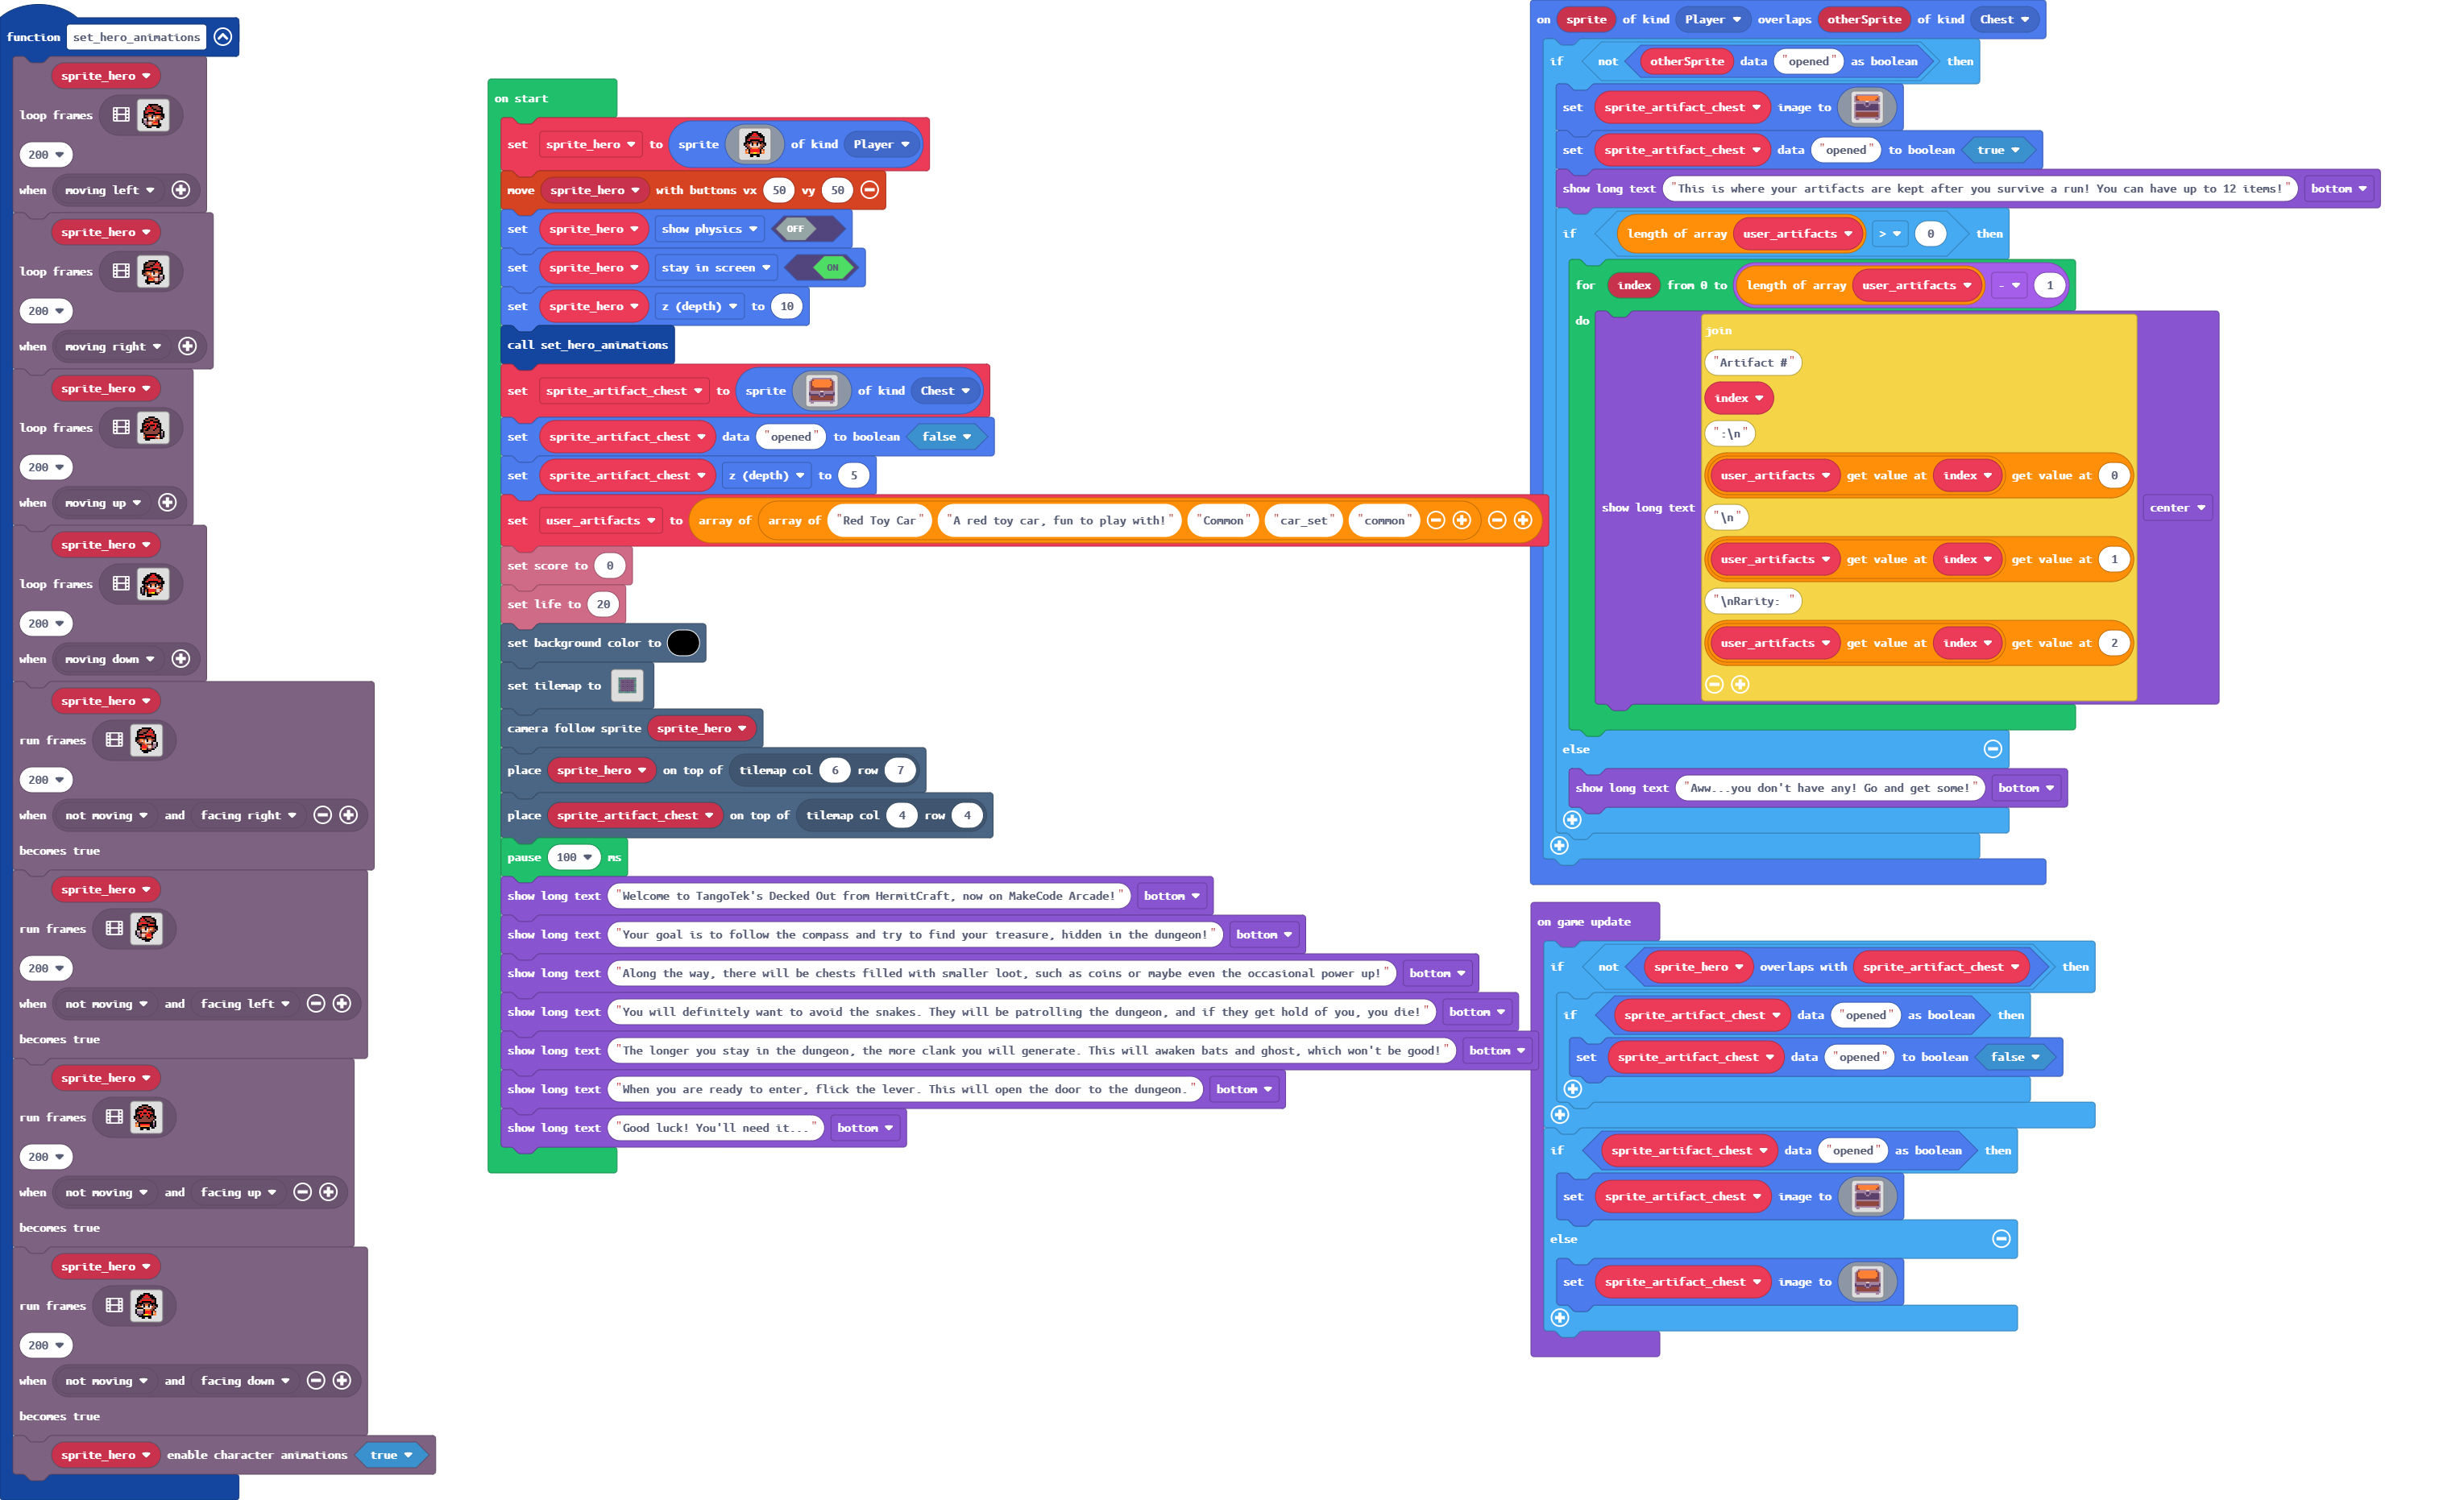 function set_hero_animations
sprite_hero
loop frames
200
when moving left
sprite_hero
loop frames
200
when moving right
sprite_hero
loop frames
200
when moving up
sprite_hero
loop frames
200
when moving down
sprite_hero
run frames
200
when not moving and facing right
becomes true
sprite_hero
run frames
200
when not moving and facing left
becomes true
sprite_hero
run frames
200
when not moving and facing up
becomes true
sprite_hero
run frames
200
when not moving and facing down
becomes true
sprite_hero enable character animations true
on start
set sprite_hero to sprite of kind Player
move sprite_hero with buttons vx 50 vy 50
set sprite_hero show physics OFF
set sprite_hero stay in screen ON
set sprite_hero z (depth) to 10
call set_hero_animations
set sprite_artifact_chest to sprite of kind Chest
set sprite_artifact_chest data "opened" to boolean false
set sprite_artifact_chest z (depth) to 5
set user_artifacts to array of array of "Red Toy Car" "A red toy car, fun to play with!" "Common" "car_set" "common"
set score to 0
set life to 20
set background color to
set tilemap to
camera follow sprite sprite_hero
place sprite_hero on top of tilemap col 6 row 7
place sprite_artifact_chest on top of tilemap col 4 row 4
pause 100 ms
show long text "Welcome to TangoTek's Decked Out from HermitCraft, now on MakeCode Arcade!" bottom
show long text "Your goal is to follow the compass and try to find your treasure, hidden in the dungeon!" bottom
show long text "Along the way, there will be chests filled with smaller loot, such as coins or maybe even the occasional power up!" bottom
show long text "You will definitely want to avoid the snakes. They will be patrolling the dungeon, and if they get hold of you, you die!" bottom
show long text "The longer you stay in the dungeon, the more clank you will generate. This will awaken bats and ghost, which won't be good!" bottom
show long text "When you are ready to enter, flick the lever. This will open the door to the dungeon." bottom
show long text "Good luck! You'll need it..." bottom
on sprite of kind Player overlaps otherSprite of kind Chest
if not otherSprite data "opened" as boolean then
set sprite_artifact_chest image to
set sprite_artifact_chest data "opened" to boolean true
show long text "This is where your artifacts are kept after you survive a run! You can have up to 12 items!" bottom
if length of array user_artifacts > 0 then
for index from 0 to length of array user_artifacts - 1
do
join
"Artifact #"
index
":\n"
user_artifacts get value at index get value at 0
"\n"
show long text
center
user_artifacts get value at index get value at 1
"\nRarity: "
user_artifacts get value at index get value at 2
else
show long text "Aww...you don't have any! Go and get some!" bottom
on game update
if not sprite_hero overlaps with sprite_artifact_chest then
if sprite_artifact_chest data "opened" as boolean then
set sprite_artifact_chest data "opened" to boolean false
if sprite_artifact_chest data "opened" as boolean then
set sprite_artifact_chest image to
else
set sprite_artifact_chest image to